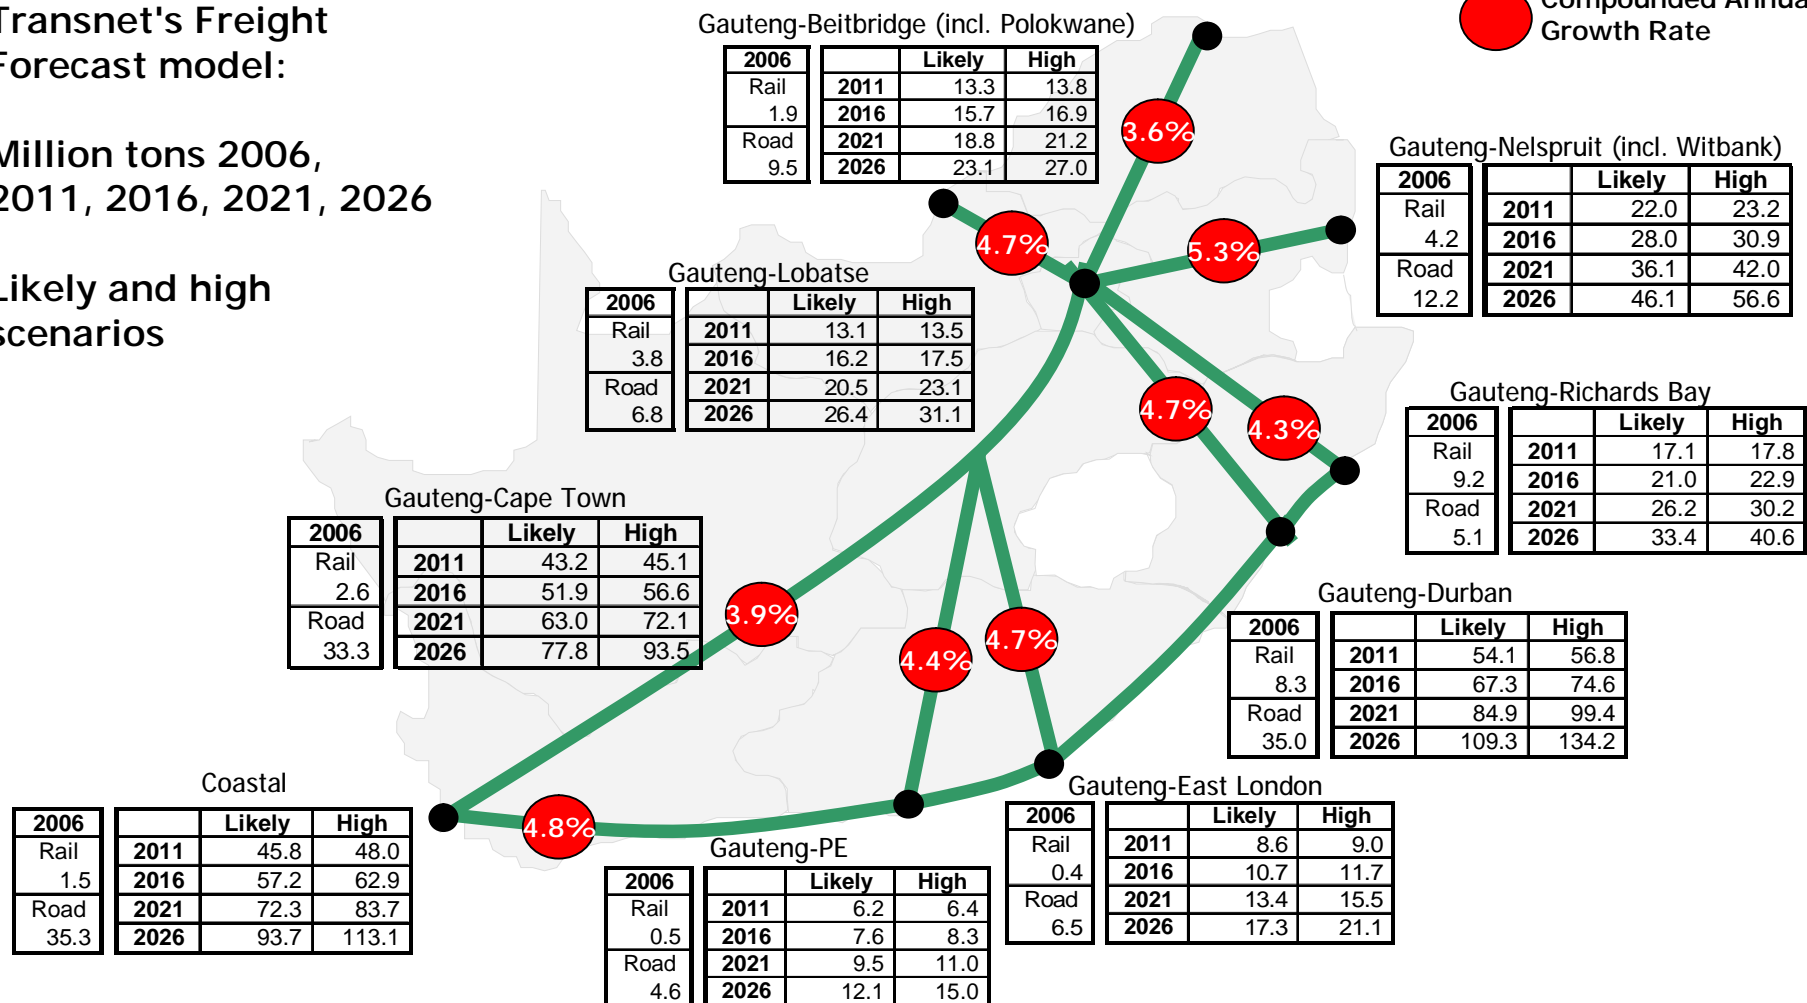 Transnet's Freight
Forecast model:
Million tons 2006,
2011, 2016, 2021, 2026
Likely and high
scenarios
Compounded Annual
Growth Rate
Gauteng-Beitbridge (incl. Polokwane)
2006 Likely High
Rail 2011 13.3 13.8
1.9 2016 15.7 16.9
Road 2021 18.8 21.2
9.5 2026 23.1 27.0
3.6%
Gauteng-Nelspruit (incl. Witbank)
2006 Likely High
Rail 2011 22.0 23.2
4.2 2016 28.0 30.9
Road 2021 36.1 42.0
12.2 2026 46.1 56.6
4.7%
5.3%
Gauteng-Lobatse
2006 Likely High
Rail 2011 13.1 13.5
3.8 2016 16.2 17.5
Road 2021 20.5 23.1
6.8 2026 26.4 31.1
4.7%
4.3%
Gauteng-Richards Bay
2006 Likely High
Rail 2011 17.1 17.8
9.2 2016 21.0 22.9
Road 2021 26.2 30.2
5.1 2026 33.4 40.6
Gauteng-Cape Town
2006 Likely High
Rail 2011 43.2 45.1
2.6 2016 51.9 56.6
Road 2021 63.0 72.1
33.3 2026 77.8 93.5
3.9%
4.4%
4.7%
Gauteng-Durban
2006 Likely High
Rail 2011 54.1 56.8
8.3 2016 67.3 74.6
Road 2021 84.9 99.4
35.0 2026 109.3 134.2
Coastal
2006 Likely High
Rail 2011 45.8 48.0
1.5 2016 57.2 62.9
Road 2021 72.3 83.7
35.3 2026 93.7 113.1
4.8%
Gauteng-PE
2006 Likely High
Rail 2011 6.2 6.4
0.5 2016 7.6 8.3
Road 2021 9.5 11.0
4.6 2026 12.1 15.0
Gauteng-East London
2006 Likely High
Rail 2011 8.6 9.0
0.4 2016 10.7 11.7
Road 2021 13.4 15.5
6.5 2026 17.3 21.1